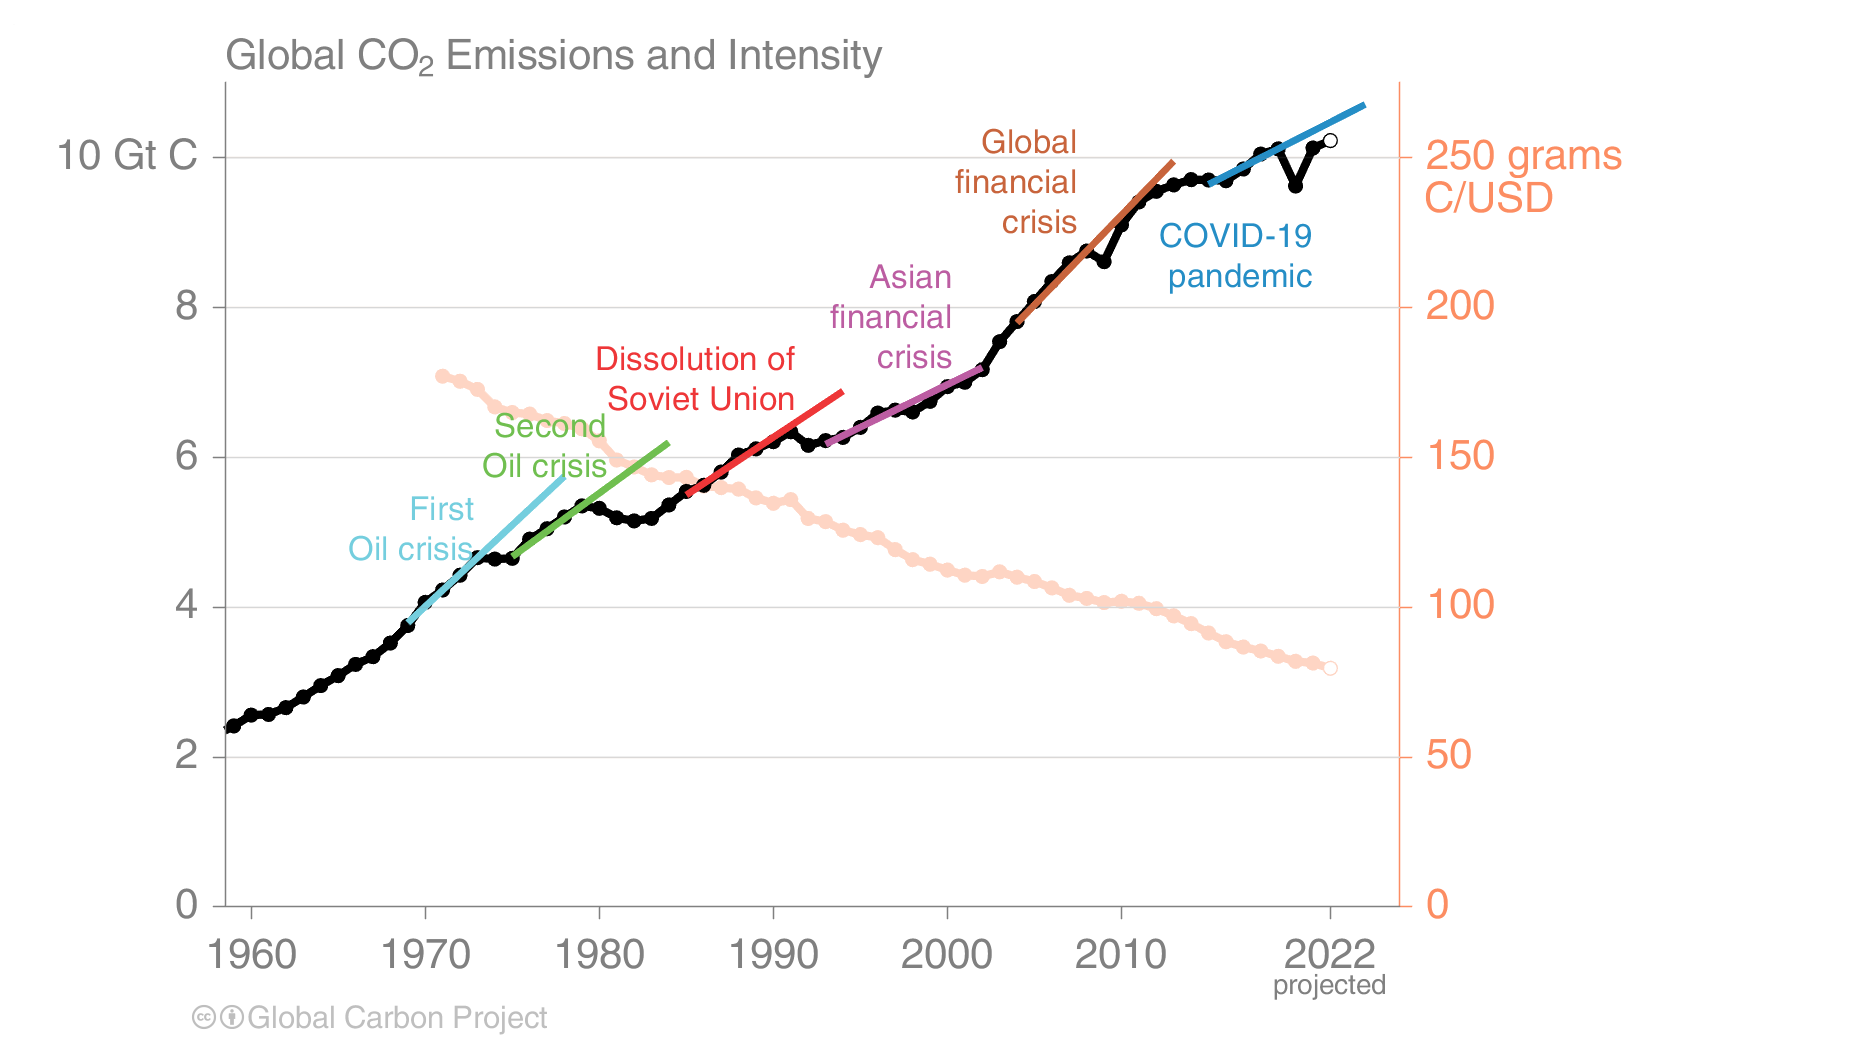 Global CO₂ Emissions and Intensity
10 Gt C
8
6
4
2
0
250 grams
C/USD
200
150
100
50
0
First
Oil crisis
Second
Oil crisis
Dissolution of
Soviet Union
Asian
financial
crisis
Global
financial
crisis
COVID-19
pandemic
1960 1970 1980 1990 2000 2010 2022
projected
cc Global Carbon Project